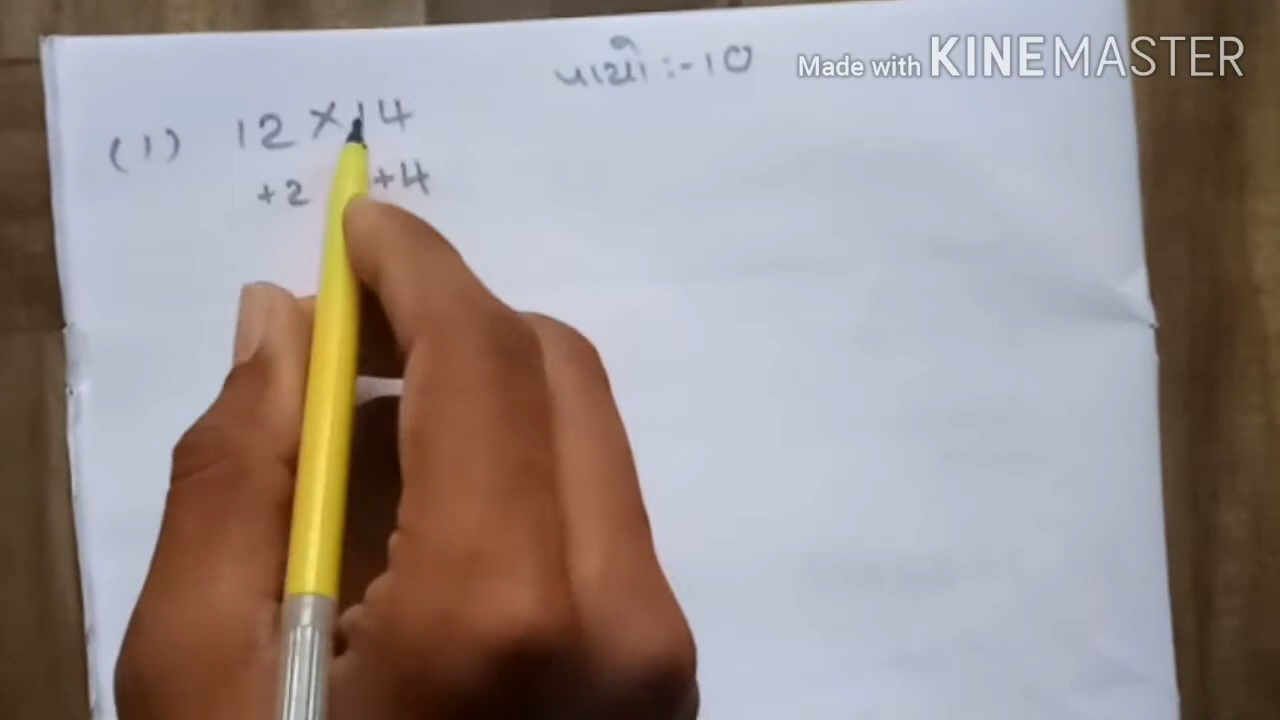 પાયો :- 10
Made with KINEMASTER
(1) 12 × 14
+2 +4